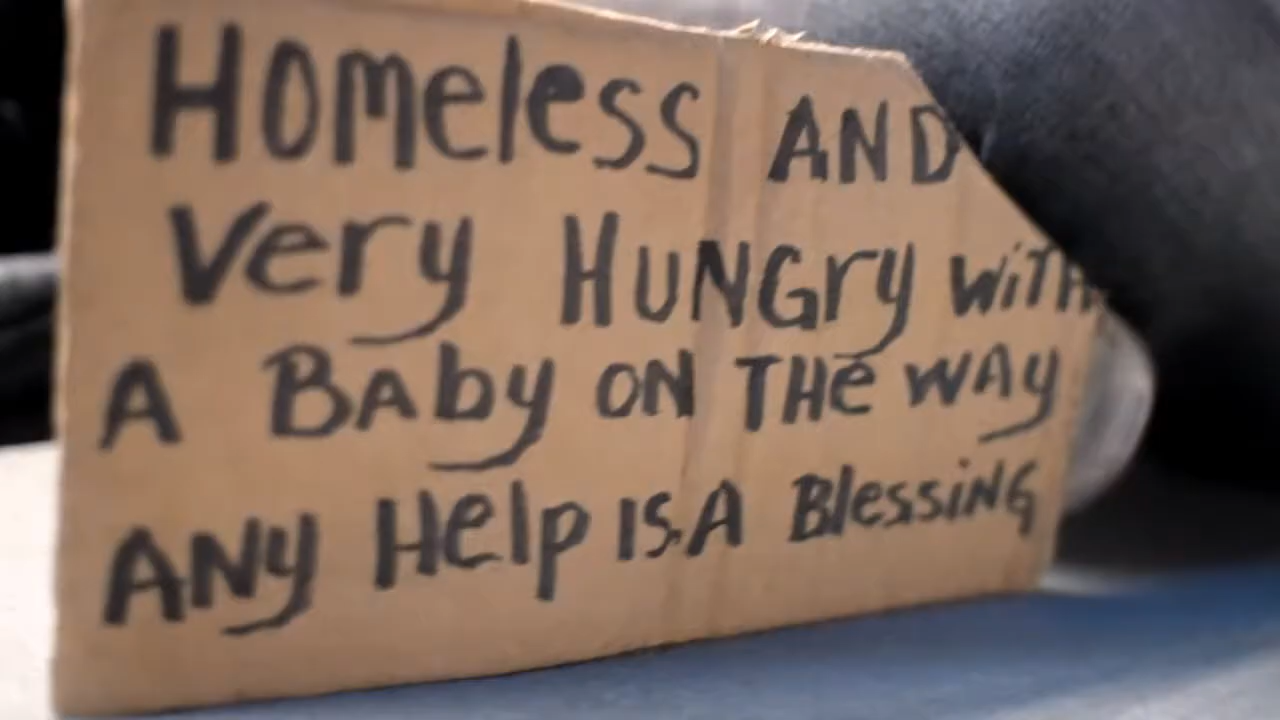 Homeless AND
Very HUNGry wiTH
A BAby ON THe wAy
ANy Help IS A BlessiNG